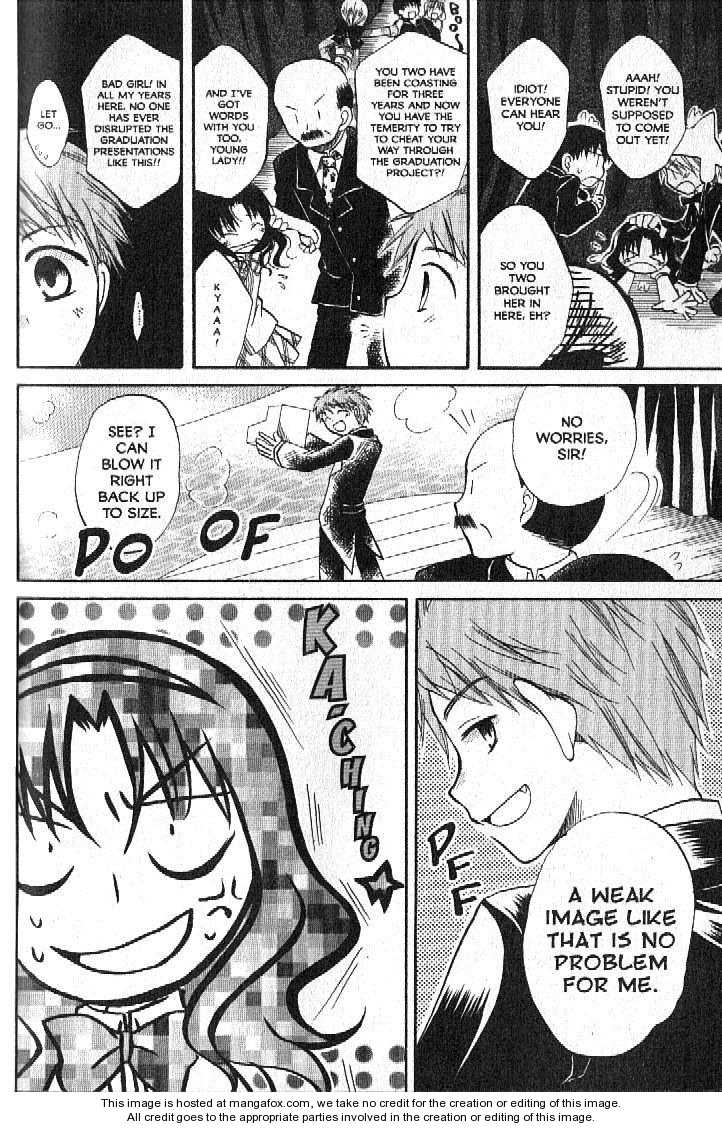 AAAH!
STUPID! YOU
WEREN'T
SUPPOSED
TO COME
OUT YET!
IDIOT!
EVERYONE
CAN HEAR
YOU!
SO YOU
TWO
BROUGHT
HER IN
HERE, EH?
BOO
YOU TWO HAVE
BEEN COASTING
FOR THREE
YEARS AND NOW
YOU HAVE THE
TEMERITY TO TRY
TO CHEAT YOUR
WAY THROUGH
THE GRADUATION
PROJECT?!
AND I'VE
GOT
WORDS
WITH YOU
TOO,
YOUNG
LADY!!
KYAAA!
BAD GIRL! IN
ALL MY YEARS
HERE, NO ONE
HAS EVER
DISRUPTED THE
GRADUATION
PRESENTATIONS
LIKE THIS!!
LET
GO...
......
NO
WORRIES,
SIR!
SEE? I
CAN
BLOW IT
RIGHT
BACK UP
TO SIZE.
PO OF
PFF
A WEAK
IMAGE LIKE
THAT IS NO
PROBLEM
FOR ME.
KA-CHING
This image is hosted at mangafox.com, we take no credit for the creation or editing of this image.
All credit goes to the appropriate parties involved in the creation or editing of this image.